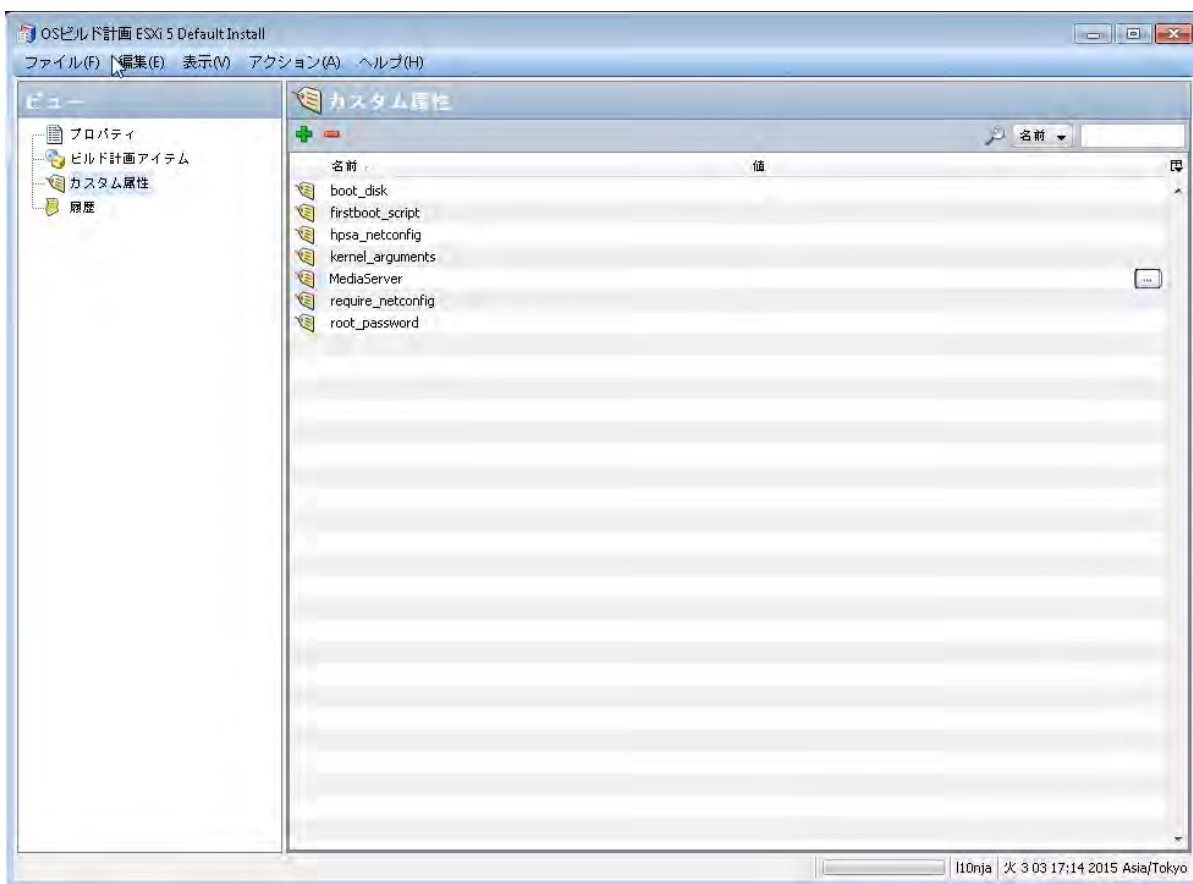 OSビルド計画 ESXi 5 Default Install
ファイル(F) 編集(E) 表示(V) アクション(A) ヘルプ(H)
ビュー
プロパティ
ビルド計画アイテム
カスタム属性
履歴
カスタム属性
名前
名前 値
boot_disk
firstboot_script
hpsa_netconfig
kernel_arguments
MediaServer
...
require_netconfig
root_password
l10nja 火 3 03 17:14 2015 Asia/Tokyo